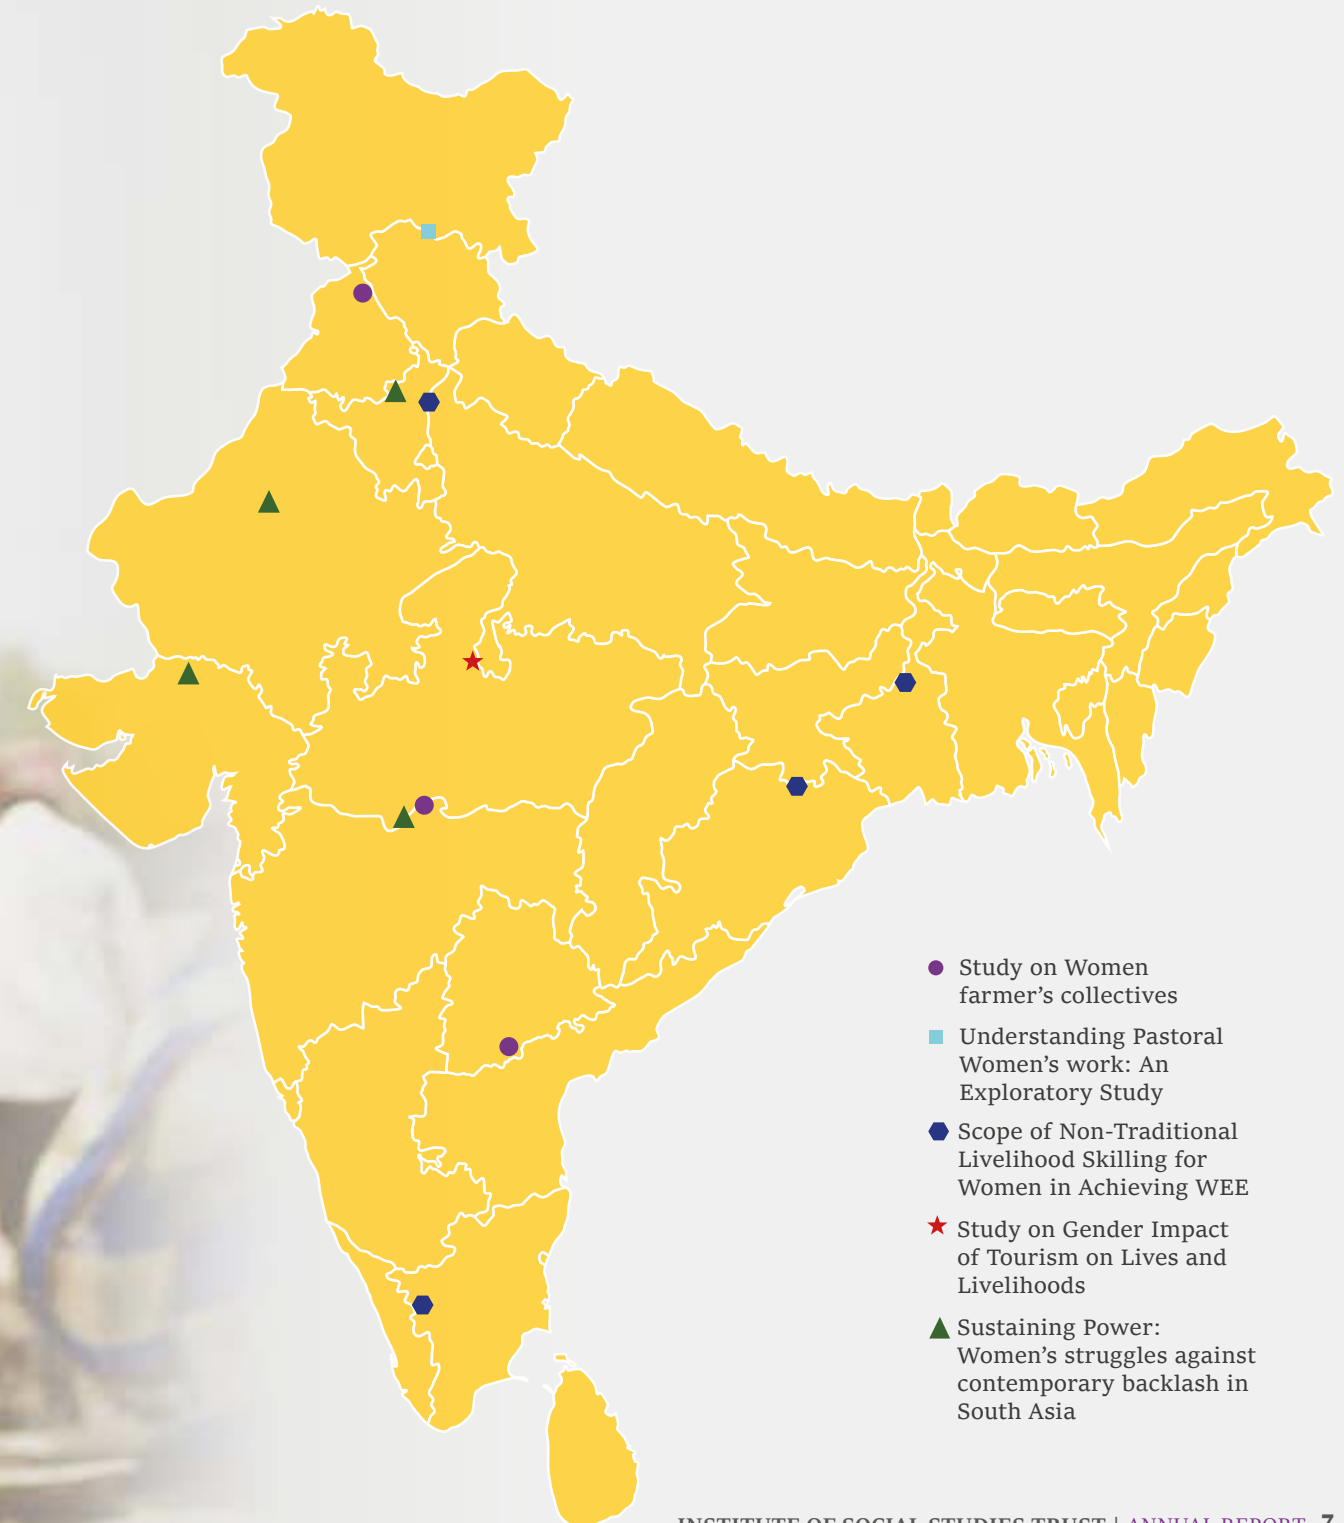 Study on Women
farmer’s collectives
Understanding Pastoral
Women’s work: An
Exploratory Study
Scope of Non-Traditional
Livelihood Skilling for
Women in Achieving WEE
Study on Gender Impact
of Tourism on Lives and
Livelihoods
Sustaining Power:
Women’s struggles against
contemporary backlash in
South Asia
INSTITUTE OF SOCIAL STUDIES TRUST | ANNUAL REPORT 7